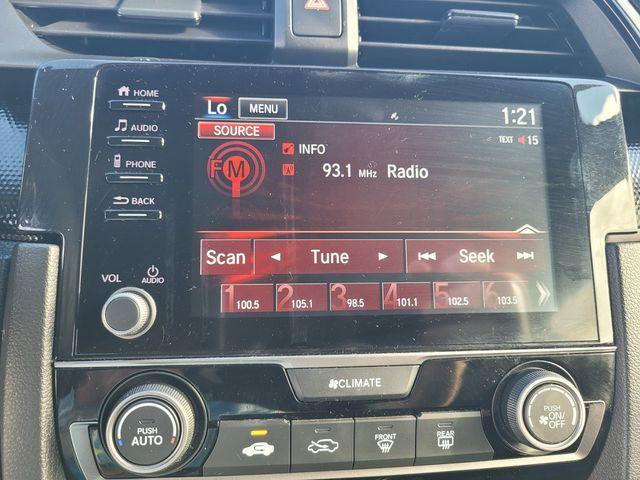 HOME
AUDIO
PHONE
BACK
VOL
AUDIO
Lo MENU 1:21
SOURCE TEXT 15
FM INFO
93.1 MHz Radio
Scan Tune Seek
1 100.5 2 105.1 3 98.5 4 101.1 5 102.5 6 103.5
CLIMATE
PUSH
AUTO
FRONT
REAR
PUSH
ON/
OFF